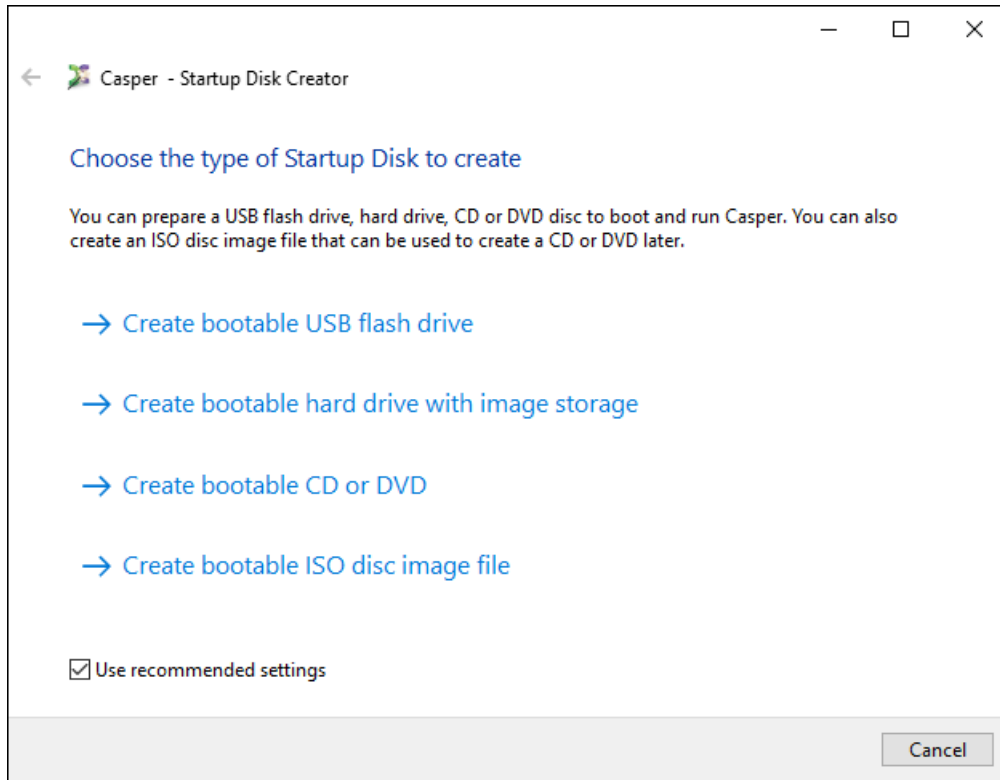 Casper - Startup Disk Creator
Choose the type of Startup Disk to create
You can prepare a USB flash drive, hard drive, CD or DVD disc to boot and run Casper. You can also
create an ISO disc image file that can be used to create a CD or DVD later.
Create bootable USB flash drive
Create bootable hard drive with image storage
Create bootable CD or DVD
Create bootable ISO disc image file
Use recommended settings
Cancel